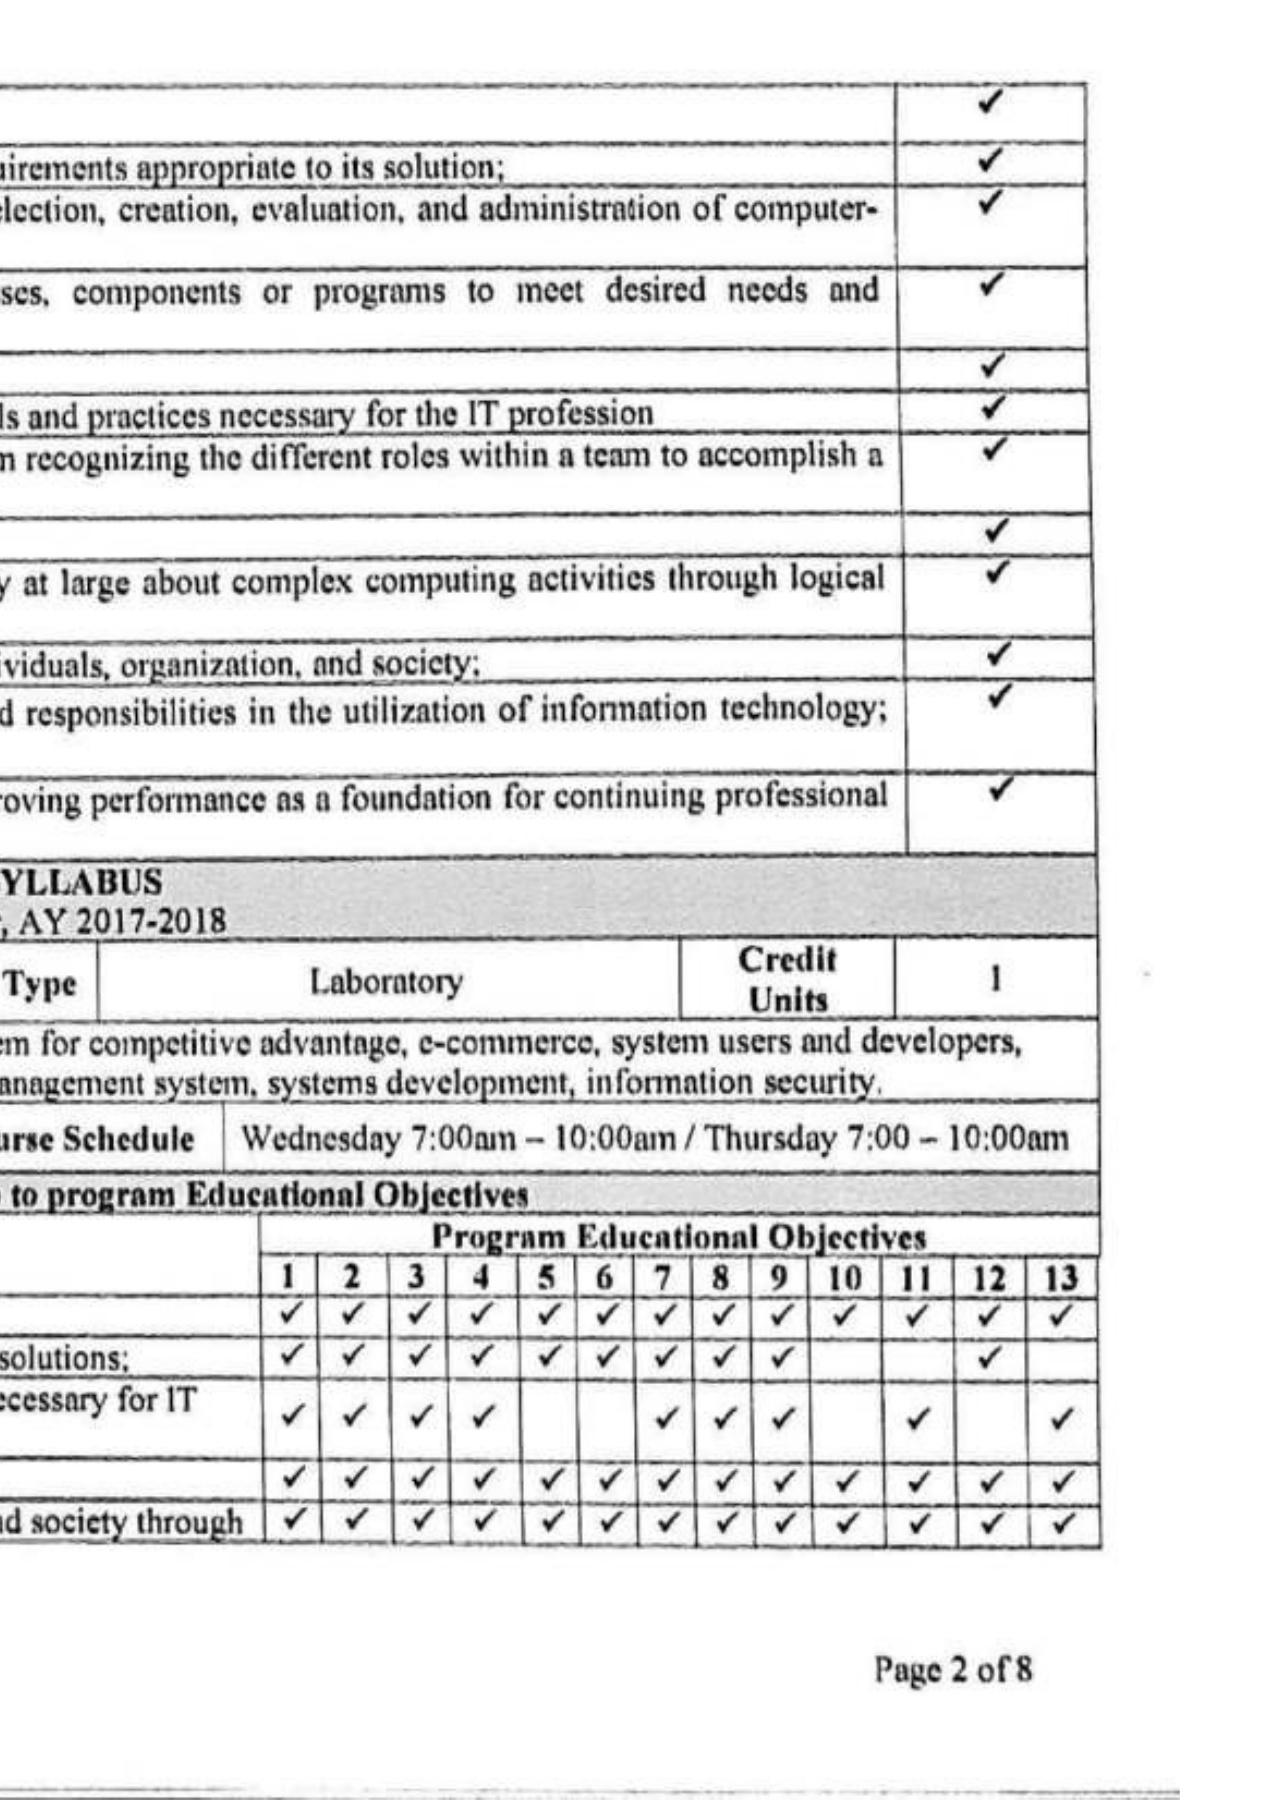 ✓
uirements appropriate to its solution; ✓
election, creation, evaluation, and administration of computer- ✓
ses, components or programs to meet desired needs and ✓
✓
ls and practices necessary for the IT profession ✓
n recognizing the different roles within a team to accomplish a ✓
✓
y at large about complex computing activities through logical ✓
ividuals, organization, and society; ✓
d responsibilities in the utilization of information technology; ✓
roving performance as a foundation for continuing professional ✓
YLLABUS
, AY 2017-2018
Type Laboratory Credit Units 1
em for competitive advantage, e-commerce, system users and developers,
anagement system, systems development, information security.
urse Schedule Wednesday 7:00am – 10:00am / Thursday 7:00 – 10:00am
to program Educational Objectives
Program Educational Objectives
1 2 3 4 5 6 7 8 9 10 11 12 13
✓ ✓ ✓ ✓ ✓ ✓ ✓ ✓ ✓ ✓ ✓ ✓ ✓
solutions; ✓ ✓ ✓ ✓ ✓ ✓ ✓ ✓ ✓ ✓
ecessary for IT ✓ ✓ ✓ ✓ ✓ ✓ ✓ ✓ ✓
✓ ✓ ✓ ✓ ✓ ✓ ✓ ✓ ✓ ✓ ✓ ✓ ✓
nd society through ✓ ✓ ✓ ✓ ✓ ✓ ✓ ✓ ✓ ✓ ✓ ✓ ✓
Page 2 of 8